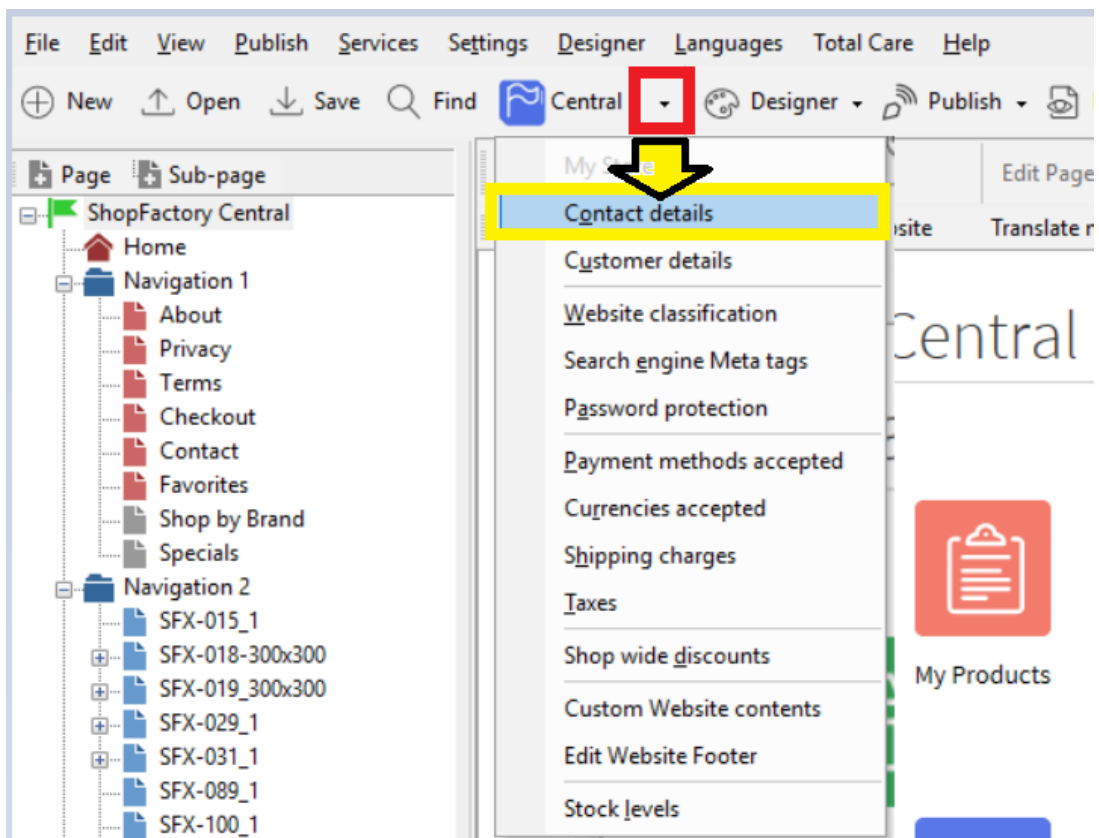 File Edit View Publish Services Settings Designer Languages Total Care Help
New Open Save Find Central Designer Publish
Page Sub-page
ShopFactory Central
Home
Navigation 1
About
Privacy
Terms
Checkout
Contact
Favorites
Shop by Brand
Specials
Navigation 2
SFX-015_1
SFX-018-300x300
SFX-019_300x300
SFX-029_1
SFX-031_1
SFX-089_1
SFX-100_1
My Store
Contact details
Customer details
Website classification
Search engine Meta tags
Password protection
Payment methods accepted
Currencies accepted
Shipping charges
Taxes
Shop wide discounts
Custom Website contents
Edit Website Footer
Stock levels
Edit Page
Translate
Central
My Products